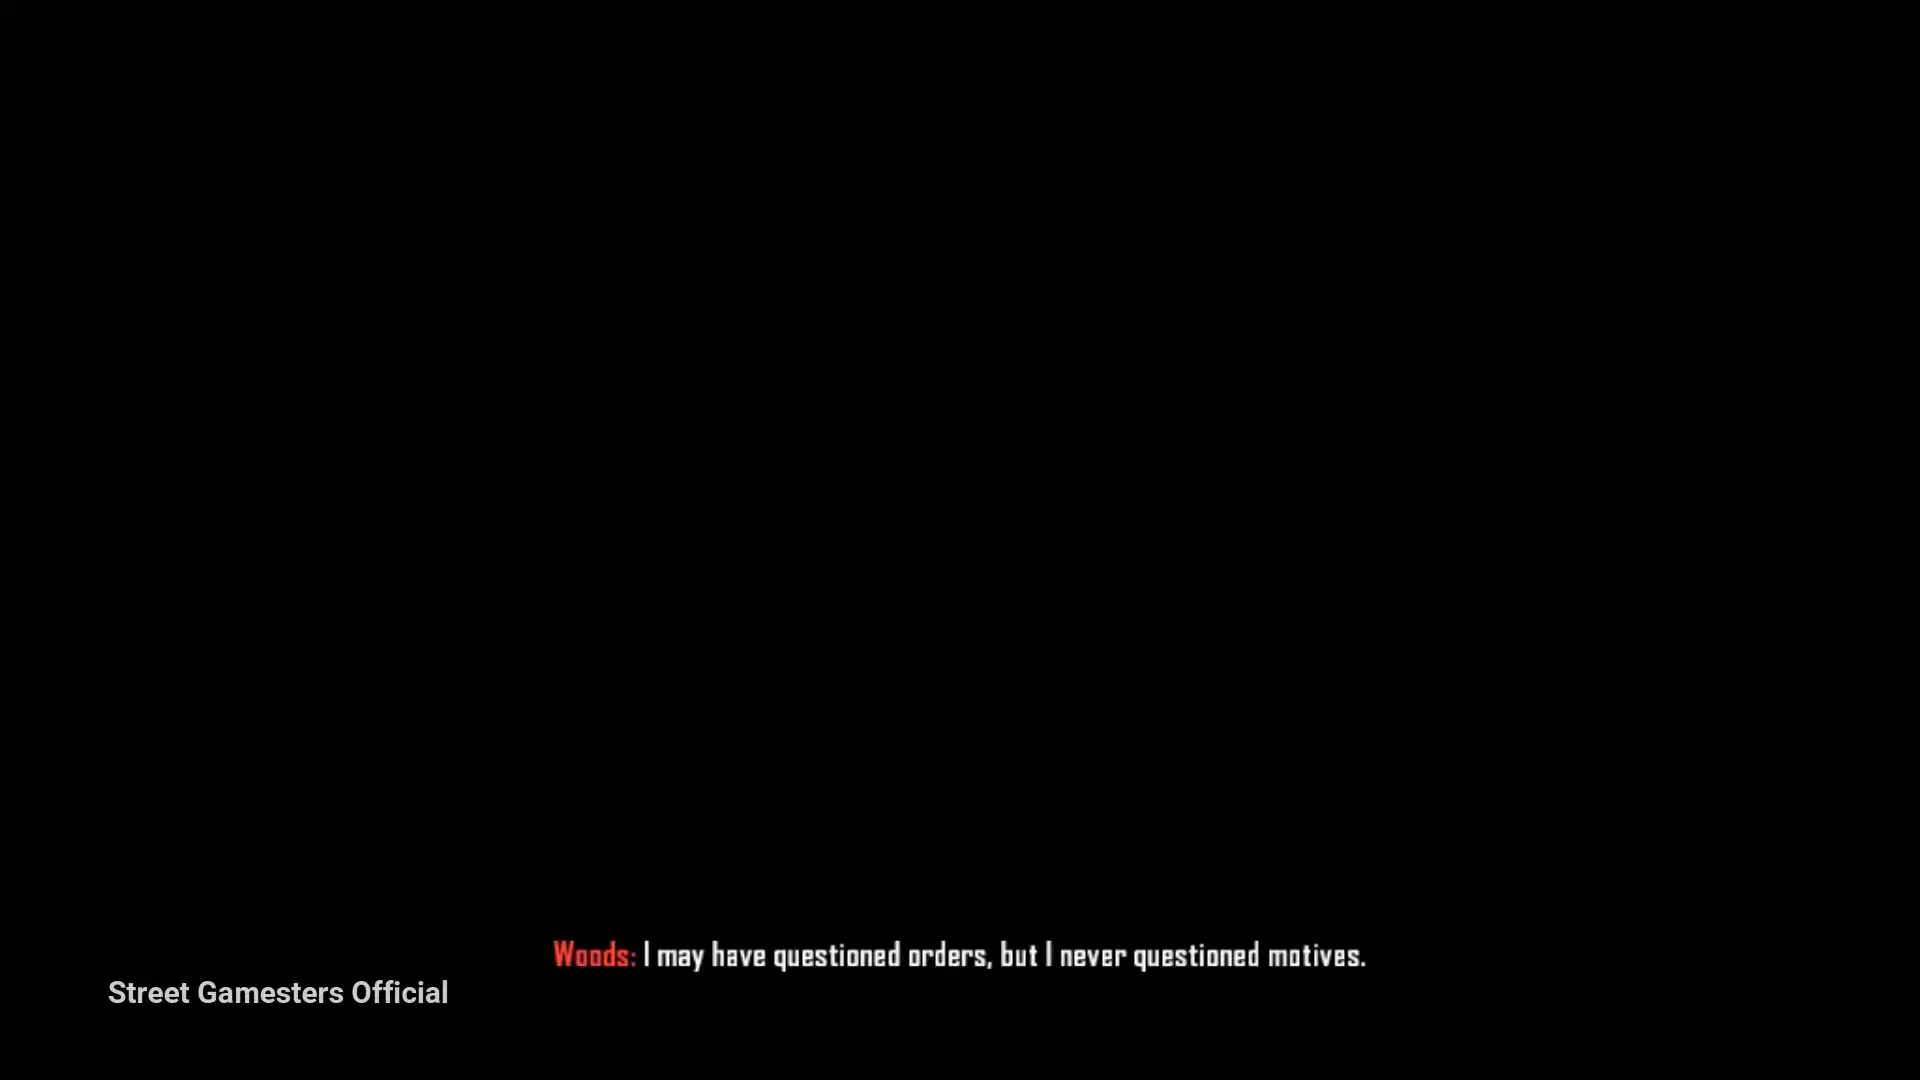 Woods: I may have questioned orders, but I never questioned motives.
Street Gamesters Official